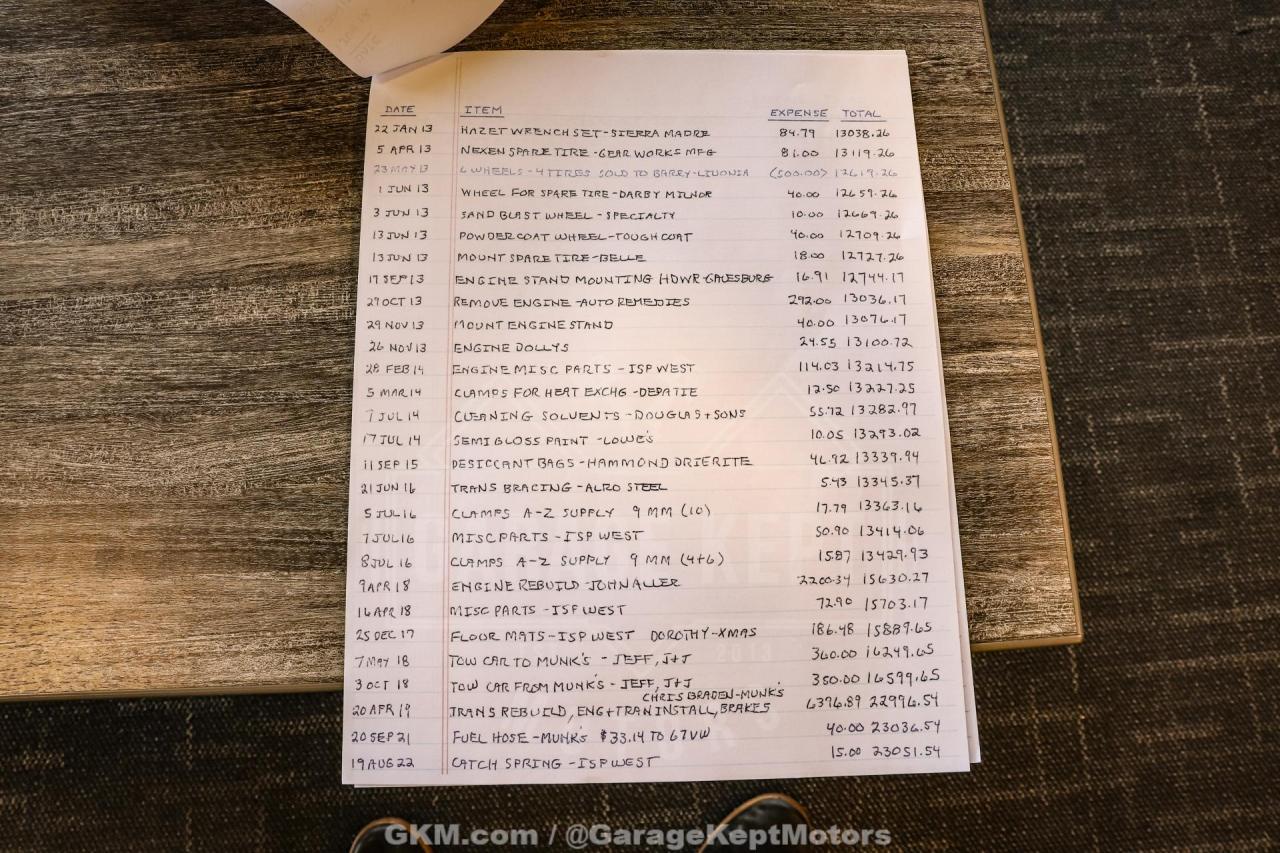 DATE ITEM EXPENSE TOTAL
22 JAN 13 HAZET WRENCH SET-SIERRA MADRE 84.79 13038.26
5 APR 13 NEXEN SPARE TIRE-GEAR WORKS MFG 81.00 13119.26
23 MAY 13 6 WHEELS-4 TIRES SOLD TO BARRY-LIVONIA (500.00) 12619.26
1 JUN 13 WHEEL FOR SPARE TIRE-DARBY MILNOR 40.00 12659.26
3 JUN 13 SAND BLAST WHEEL-SPECIALTY 10.00 12669.26
13 JUN 13 POWDERCOAT WHEEL-TOUGHCOAT 40.00 12709.26
13 JUN 13 MOUNT SPARE TIRE-BELLE 18.00 12727.26
17 SEP 13 ENGINE STAND MOUNTING HDWR-GALESBURG 16.91 12744.17
29 OCT 13 REMOVE ENGINE-AUTO REMEDIES 292.00 13036.17
29 NOV 13 MOUNT ENGINE STAND 40.00 13076.17
26 NOV 13 ENGINE DOLLYS 24.55 13100.72
28 FEB 14 ENGINE MISC PARTS - ISP WEST 114.03 13214.75
5 MAR 14 CLAMPS FOR HEAT EXCHG-DEPATIE 12.50 13227.25
7 JUL 14 CLEANING SOLVENTS-DOUGLAS+SONS 55.72 13282.97
17 JUL 14 SEMI GLOSS PAINT-LOWE'S 10.05 13293.02
11 SEP 15 DESICCANT BAGS-HAMMOND DRIERITE 46.92 13339.94
21 JUN 16 TRANS BRACING-ALRO STEEL 5.43 13345.37
5 JUL 16 CLAMPS A-Z SUPPLY 9 MM (10) 17.79 13363.16
7 JUL 16 MISC PARTS-ISP WEST 50.90 13414.06
8 JUL 16 CLAMPS A-Z SUPPLY 9 MM (4+6) 15.87 13429.93
9 APR 18 ENGINE REBUILD-JOHN ALLER 2200.34 15630.27
16 APR 18 MISC PARTS-ISP WEST 72.90 15703.17
25 DEC 17 FLOOR MATS-ISP WEST DOROTHY-XMAS 186.48 15889.65
7 MAY 18 TOW CAR TO MUNK'S - JEFF, J+J 360.00 16249.65
3 OCT 18 TOW CAR FROM MUNK'S - JEFF, J+J 350.00 16599.65
CHRIS BRADEN-MUNK'S
20 APR 19 TRANS REBUILD, ENG+TRAN INSTALL, BRAKES 6396.89 22996.54
20 SEP 21 FUEL HOSE-MUNKS $33.14 TO 67 VW 40.00 23036.54
19 AUG 22 CATCH SPRING-ISP WEST 15.00 23051.54
GKM.com / @GarageKeptMotors